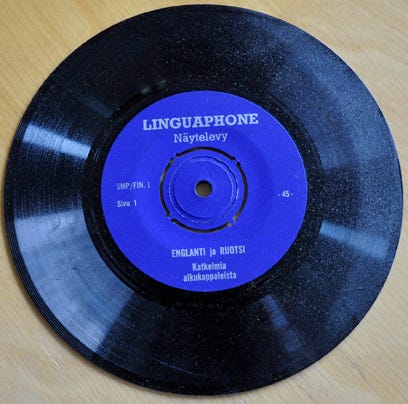 LINGUAPHONE
Näytelevy
SMP/FIN. 1
Sivu 1
- 45 -
ENGLANTI ja RUOTSI
Katkelmia
alkukappaleista